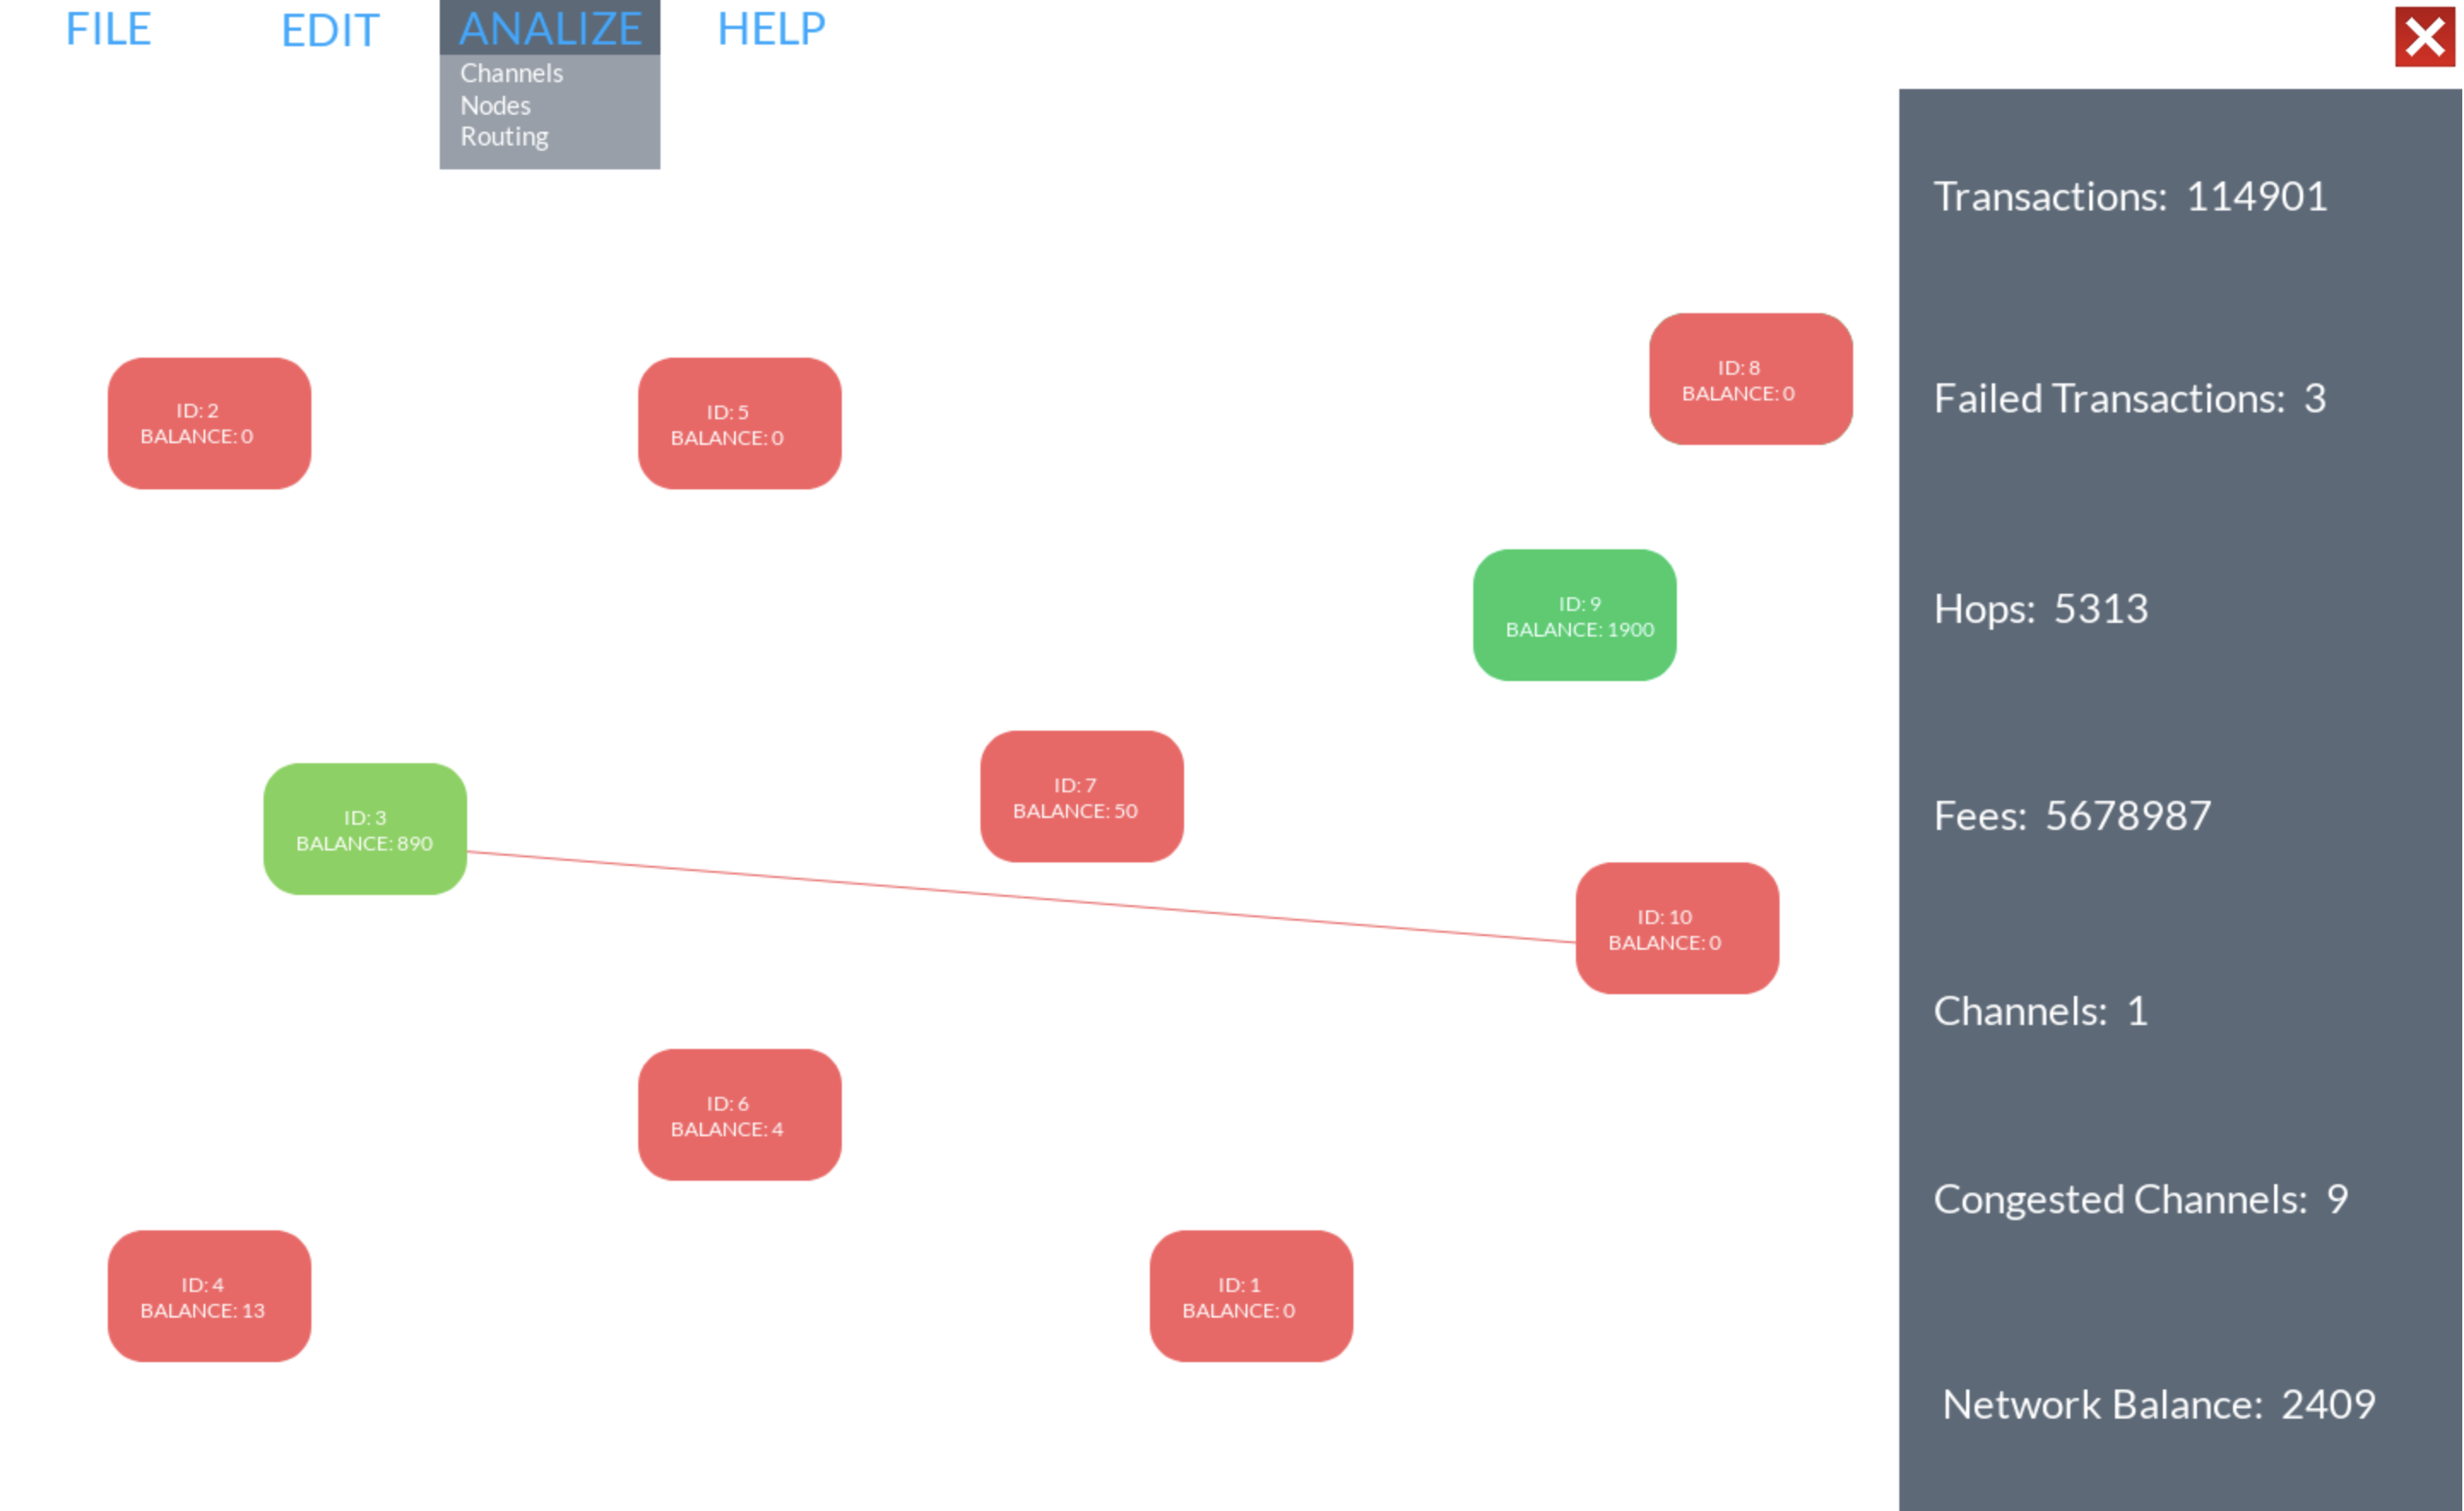 FILE
EDIT
ANALIZE
HELP
Channels
Nodes
Routing
ID: 2
BALANCE: 0
ID: 5
BALANCE: 0
ID: 8
BALANCE: 0
ID: 9
BALANCE: 1900
ID: 3
BALANCE: 890
ID: 7
BALANCE: 50
ID: 10
BALANCE: 0
ID: 6
BALANCE: 4
ID: 4
BALANCE: 13
ID: 1
BALANCE: 0
Transactions: 114901
Failed Transactions: 3
Hops: 5313
Fees: 5678987
Channels: 1
Congested Channels: 9
Network Balance: 2409